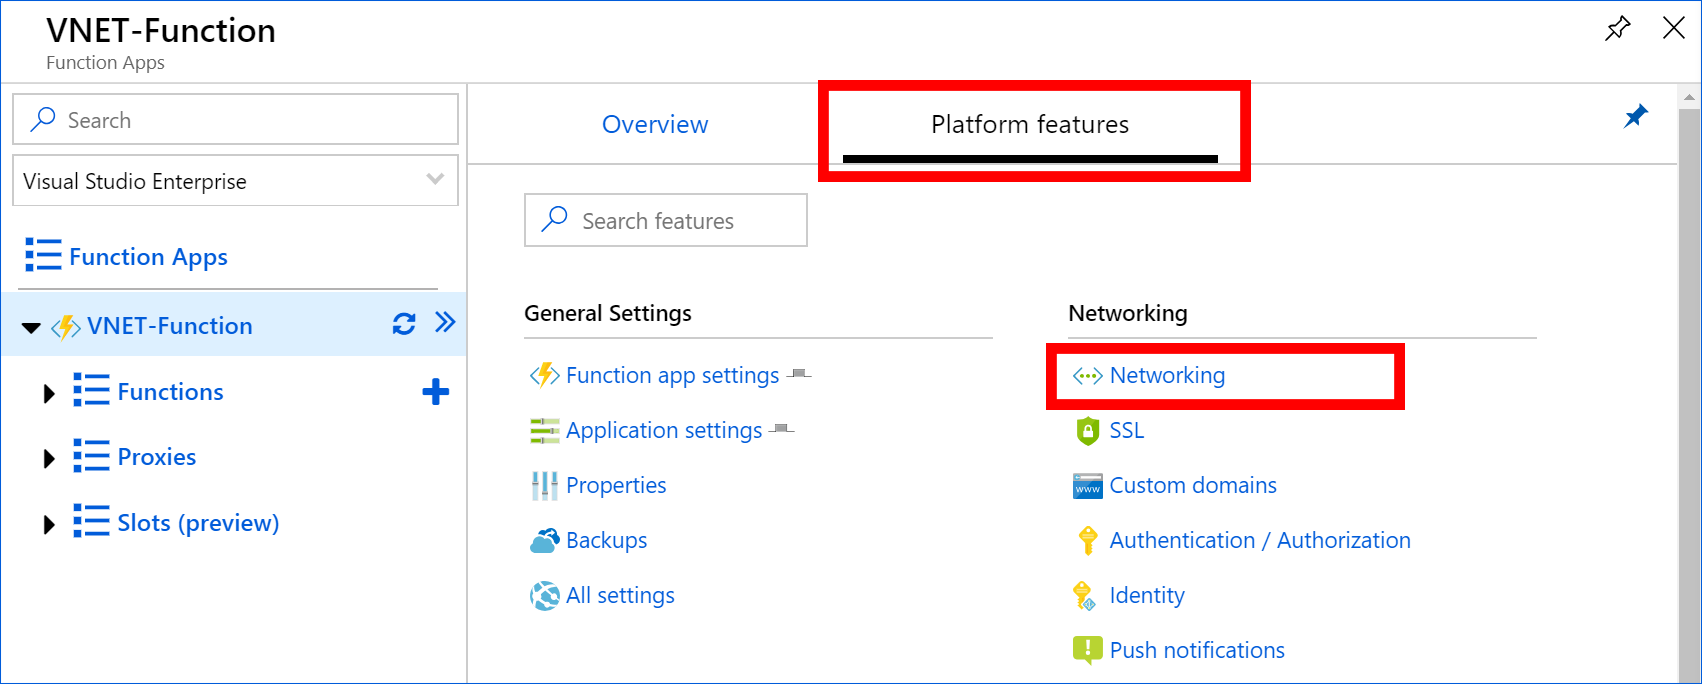 VNET-Function
Function Apps
Search
Visual Studio Enterprise
Function Apps
VNET-Function
Functions
Proxies
Slots (preview)
Overview
Platform features
Search features
General Settings
Function app settings
Application settings
Properties
Backups
All settings
Networking
Networking
SSL
www
Custom domains
Authentication / Authorization
Identity
Push notifications